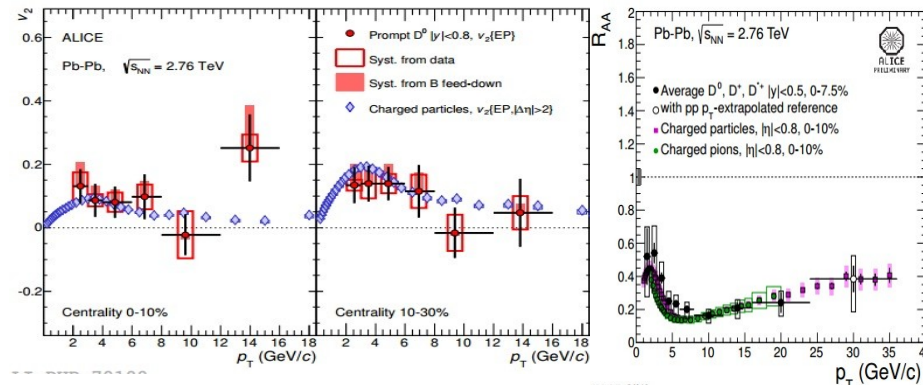 v2
ALICE
Pb-Pb, √sNN = 2.76 TeV
0.6
0.4
0.2
0
-0.2
Centrality 0-10%
2 4 6 8 10 12 14 16
pT (GeV/c)
Prompt D0 |y|<0.8, v2{EP}
Syst. from data
Syst. from B feed-down
Charged particles, v2{EP,|Δη|>2}
Centrality 10-30%
2 4 6 8 10 12 14 16 18
pT (GeV/c)
RAA
2
1.8
1.6
1.4
1.2
1
0.8
0.6
0.4
0.2
0
Pb-Pb, √sNN = 2.76 TeV
ALICE
PRELIMINARY
Average D0, D+, D*+ |y|<0.5, 0-7.5%
with pp pT-extrapolated reference
Charged particles, |η|<0.8, 0-10%
Charged pions, |η|<0.8, 0-10%
0 5 10 15 20 25 30 35 40
pT (GeV/c)